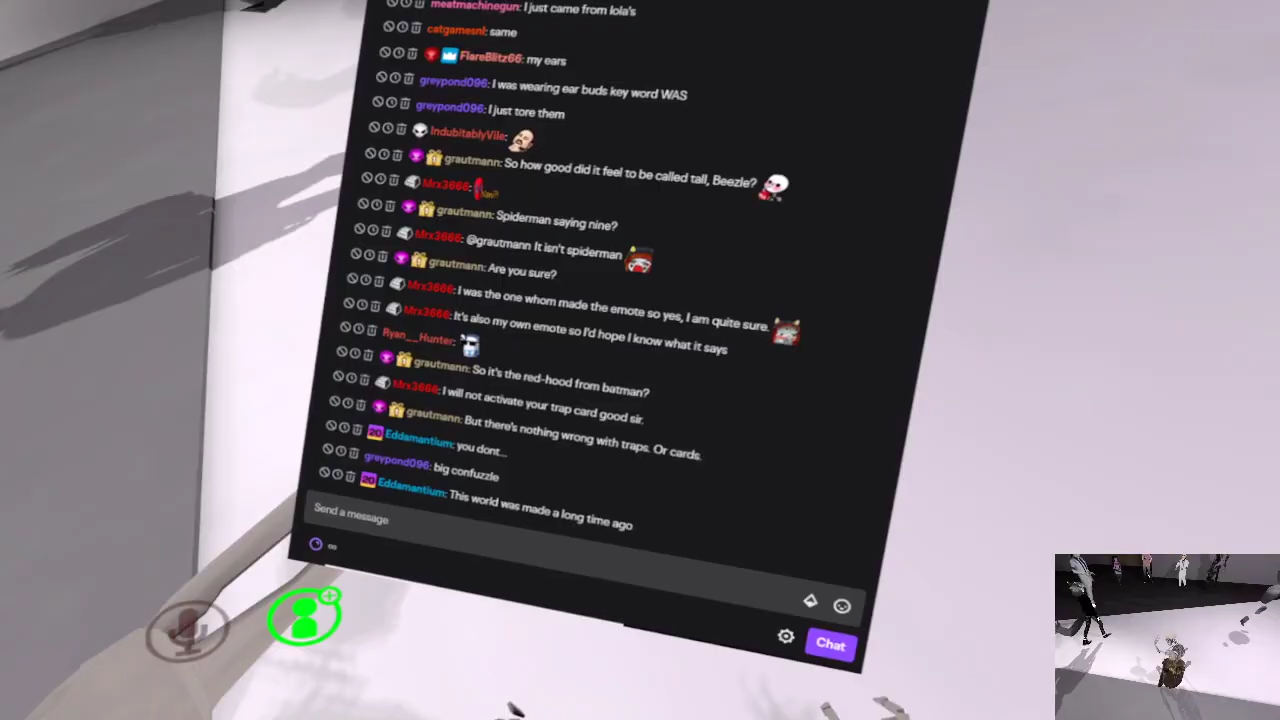 meatmachinegun: I just came from lola's
catgamesnl: same
FlareBlitz66: my ears
greypond096: I was wearing ear buds key word WAS
greypond096: I just tore them
IndubitablyVile:
grautmann: So how good did it feel to be called tall, Beezle?
Mrx3666:
grautmann: Spiderman saying nine?
Mrx3666: @grautmann It isn't spiderman
grautmann: Are you sure?
Mrx3666: I was the one whom made the emote so yes, I am quite sure.
Mrx3666: It's also my own emote so I'd hope I know what it says
Ryan__Hunter:
grautmann: So it's the red-hood from batman?
Mrx3666: I will not activate your trap card good sir.
grautmann: But there's nothing wrong with traps. Or cards.
20 Eddamantium: you dont...
greypond096: big confuzzle
20 Eddamantium: This world was made a long time ago
Send a message
∞
Chat